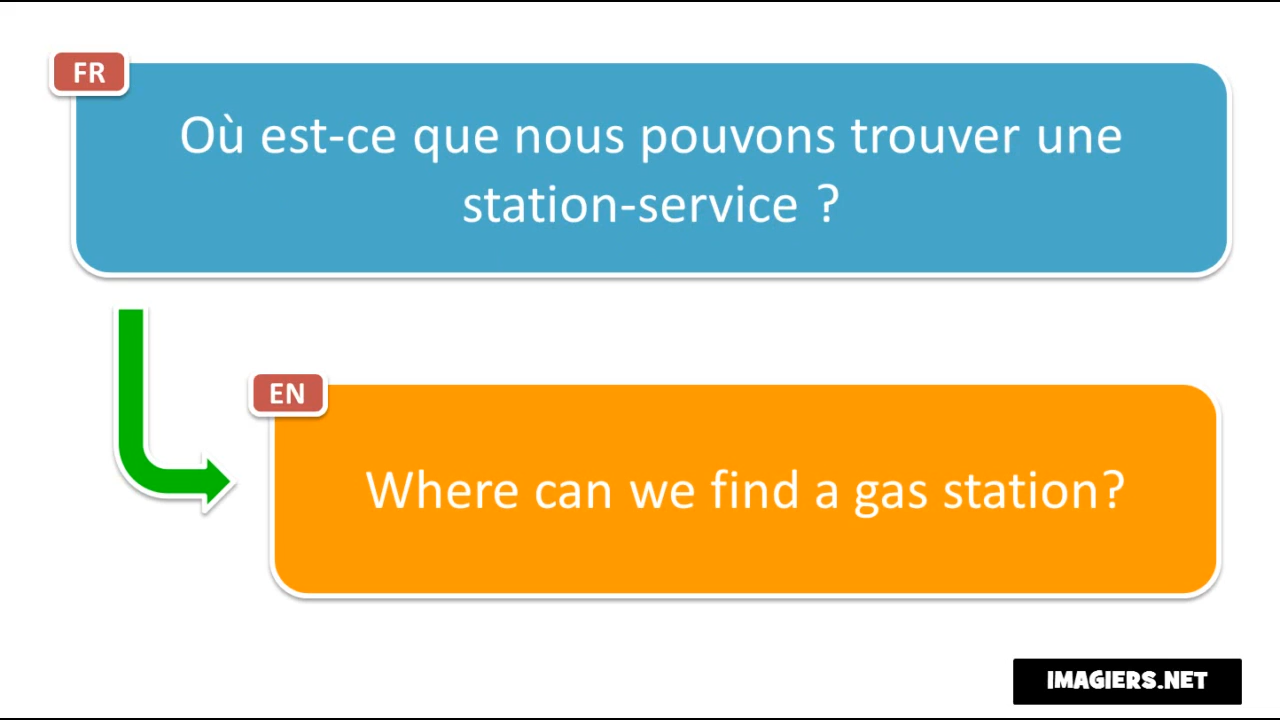 FR
Où est-ce que nous pouvons trouver une
station-service ?
EN
Where can we find a gas station?
IMAGIERS.NET